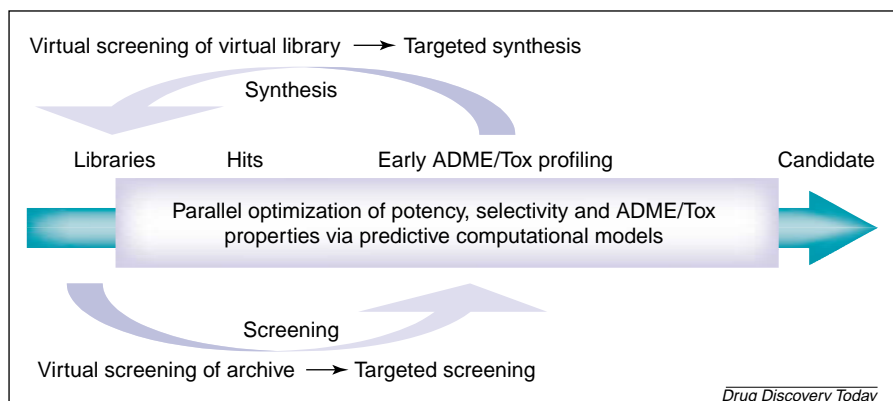 Virtual screening of virtual library → Targeted synthesis
Synthesis
Libraries Hits Early ADME/Tox profiling Candidate
Parallel optimization of potency, selectivity and ADME/Tox
properties via predictive computational models
Screening
Virtual screening of archive → Targeted screening
Drug Discovery Today